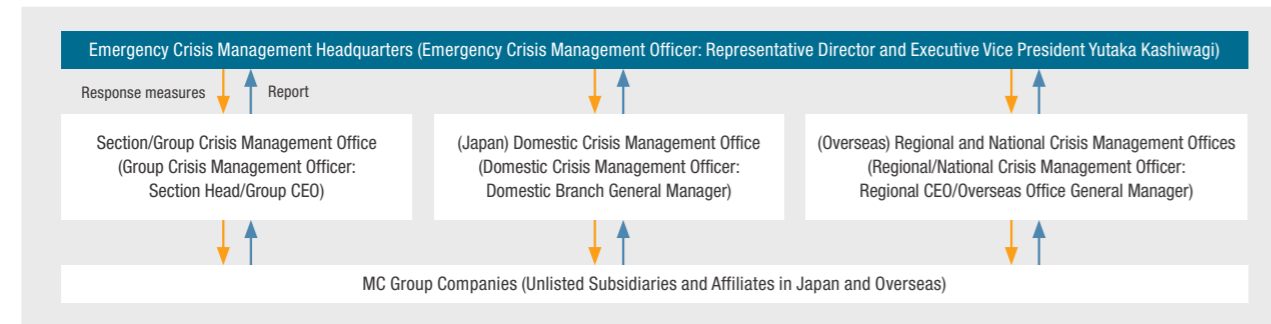 Emergency Crisis Management Headquarters (Emergency Crisis Management Officer: Representative Director and Executive Vice President Yutaka Kashiwagi)
Response measures
Report
Section/Group Crisis Management Office
(Group Crisis Management Officer:
Section Head/Group CEO)
(Japan) Domestic Crisis Management Office
(Domestic Crisis Management Officer:
Domestic Branch General Manager)
(Overseas) Regional and National Crisis Management Offices
(Regional/National Crisis Management Officer:
Regional CEO/Overseas Office General Manager)
MC Group Companies (Unlisted Subsidiaries and Affiliates in Japan and Overseas)